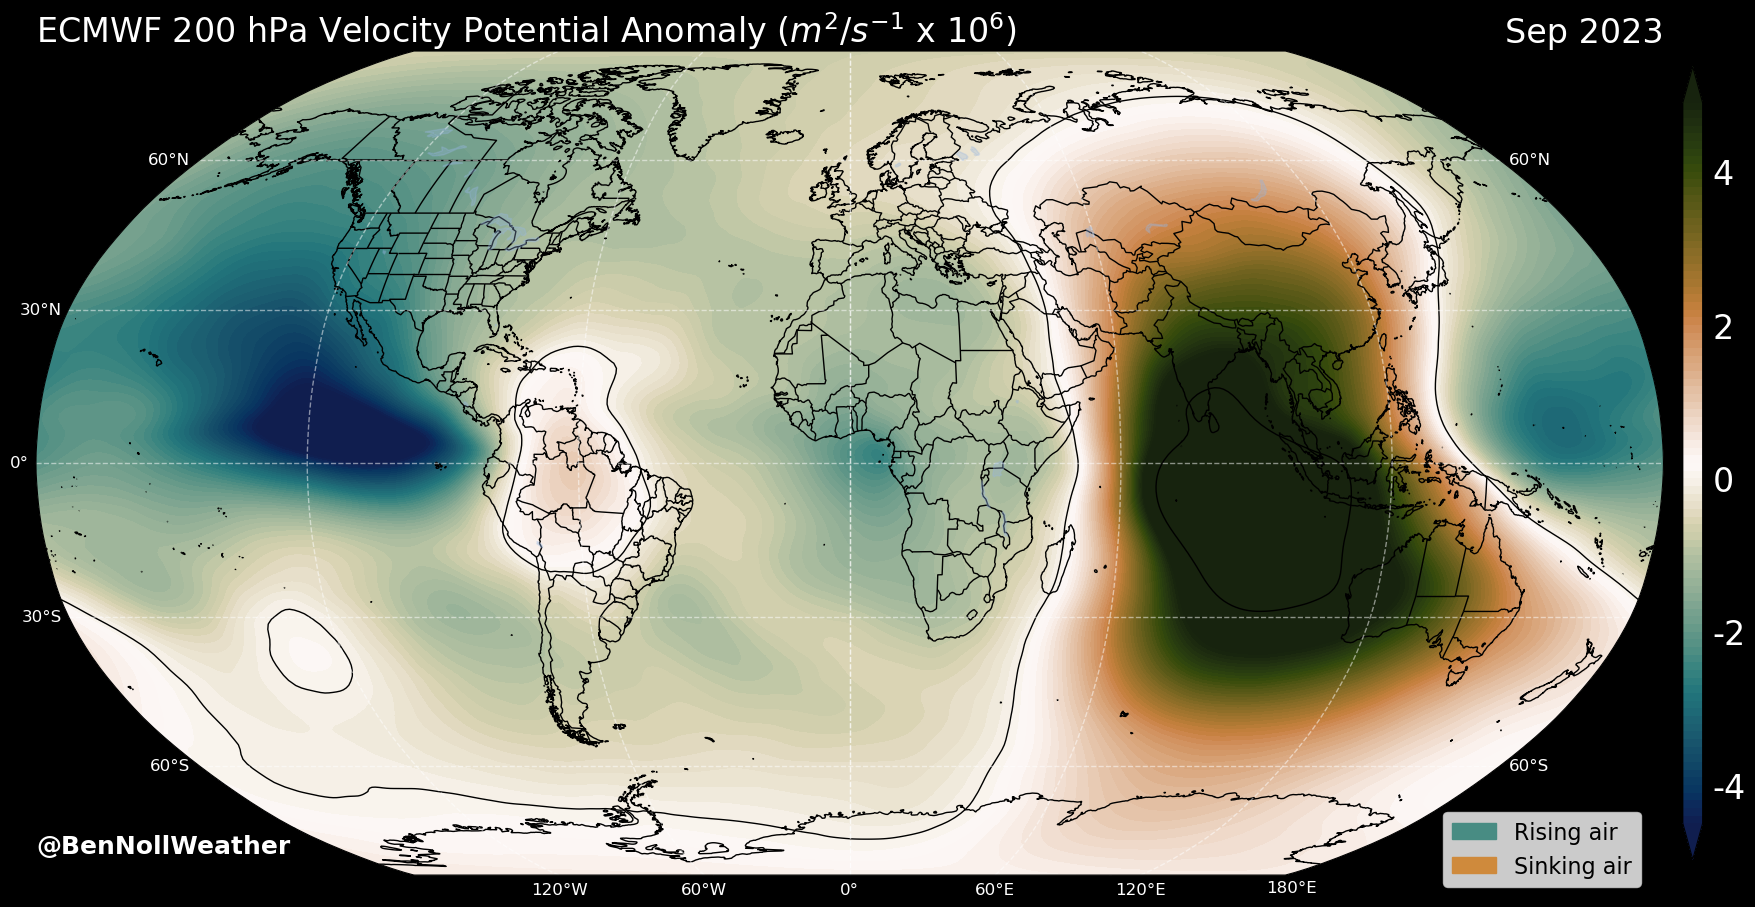 ECMWF 200 hPa Velocity Potential Anomaly (m²/s⁻¹ x 10⁶)
Sep 2023
60°N
60°N
4
2
30°N
0°
0
30°S
-2
60°S
60°S
-4
Rising air
@BenNollWeather
Sinking air
120°W 60°W 0° 60°E 120°E 180°E